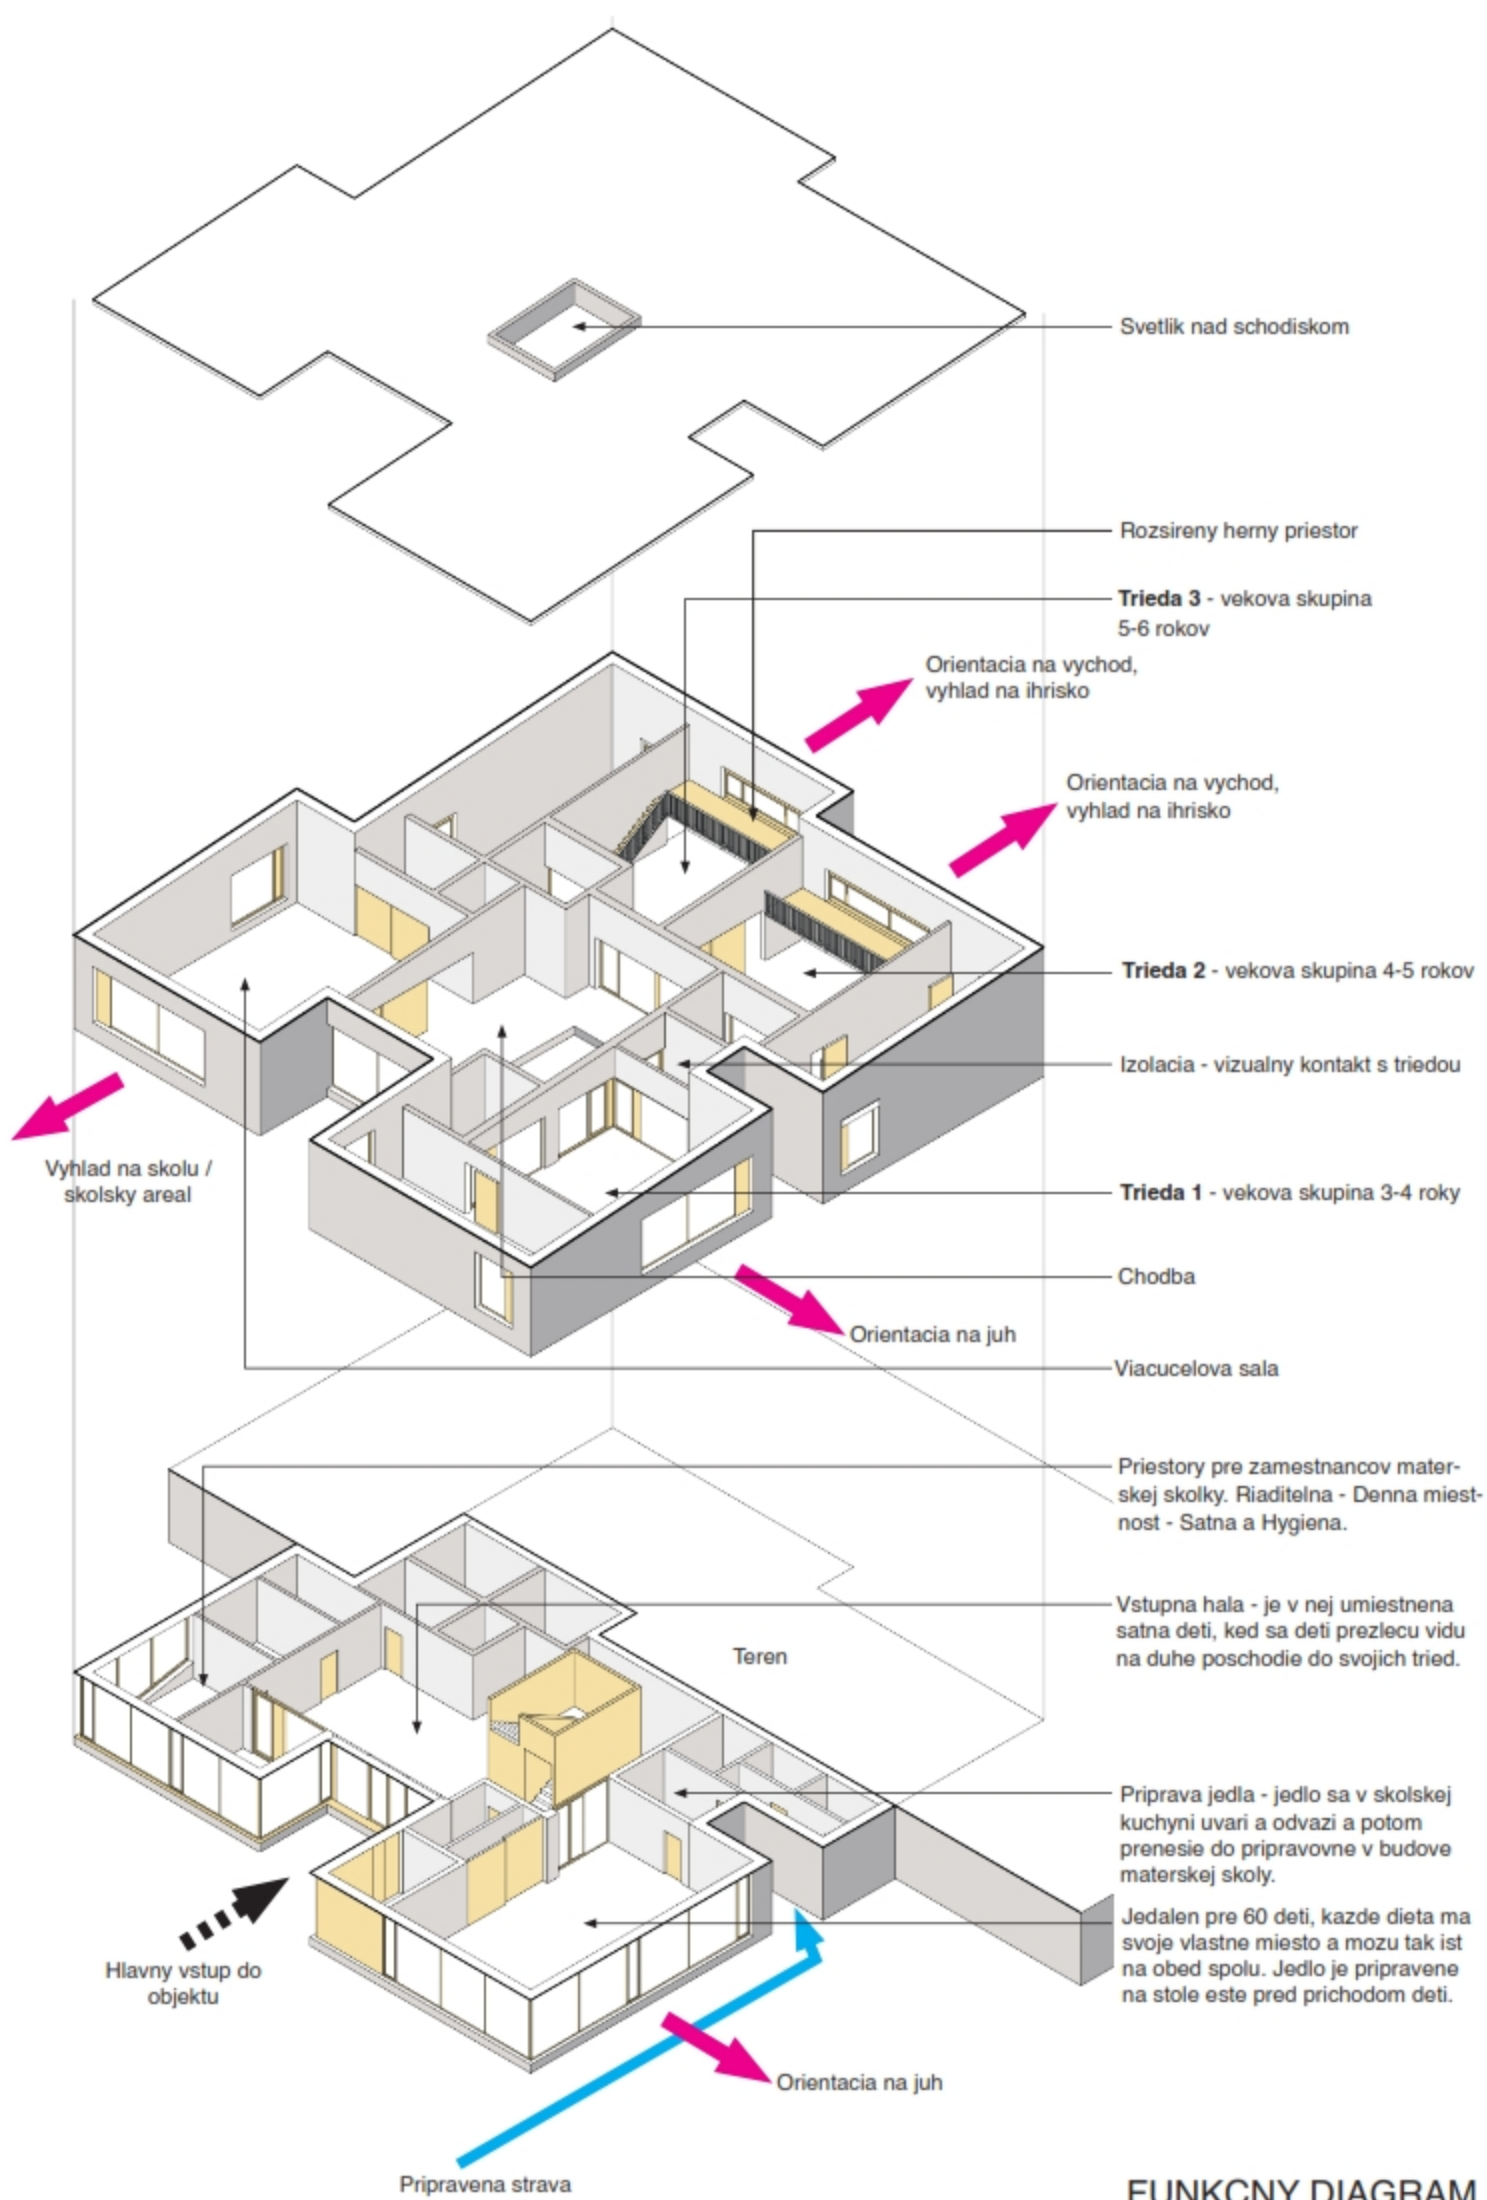 Svetlik nad schodiskom
Rozsireny herny priestor
Trieda 3 - vekova skupina
5-6 rokov
Orientacia na vychod,
vyhlad na ihrisko
Orientacia na vychod,
vyhlad na ihrisko
Trieda 2 - vekova skupina 4-5 rokov
Izolacia - vizualny kontakt s triedou
Vyhlad na skolu /
skolsky areal
Trieda 1 - vekova skupina 3-4 roky
Chodba
Orientacia na juh
Viacucelova sala
Priestory pre zamestnancov mater-
skej skolky. Riaditelna - Denna miest-
nost - Satna a Hygiena.
Vstupna hala - je v nej umiestnena
satna deti, ked sa deti prezlecu vidu
na duhe poschodie do svojich tried.
Teren
Priprava jedla - jedlo sa v skolskej
kuchyni uvari a odvazi a potom
prenesie do pripravovne v budove
materskej skoly.
Jedalen pre 60 deti, kazde dieta ma
svoje vlastne miesto a mozu tak ist
na obed spolu. Jedlo je pripravene
na stole este pred prichodom deti.
Hlavny vstup do
objektu
Orientacia na juh
Pripravena strava
FUNKCNY DIAGRAM